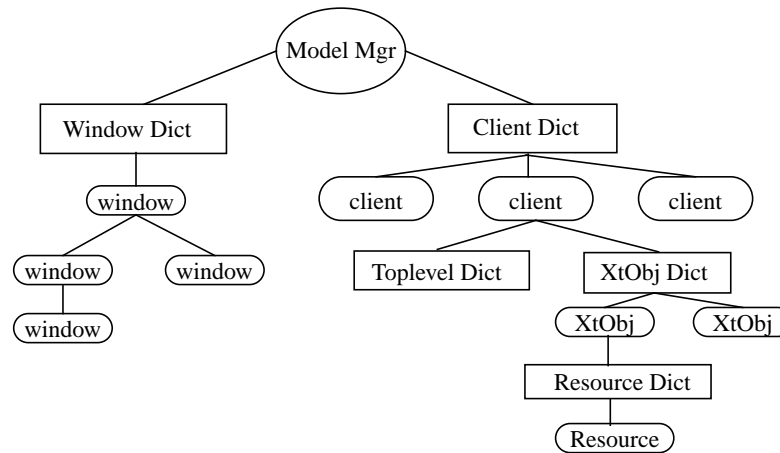 Model Mgr
Window Dict
Client Dict
window
client
client
client
window
window
Toplevel Dict
XtObj Dict
window
XtObj
XtObj
Resource Dict
Resource